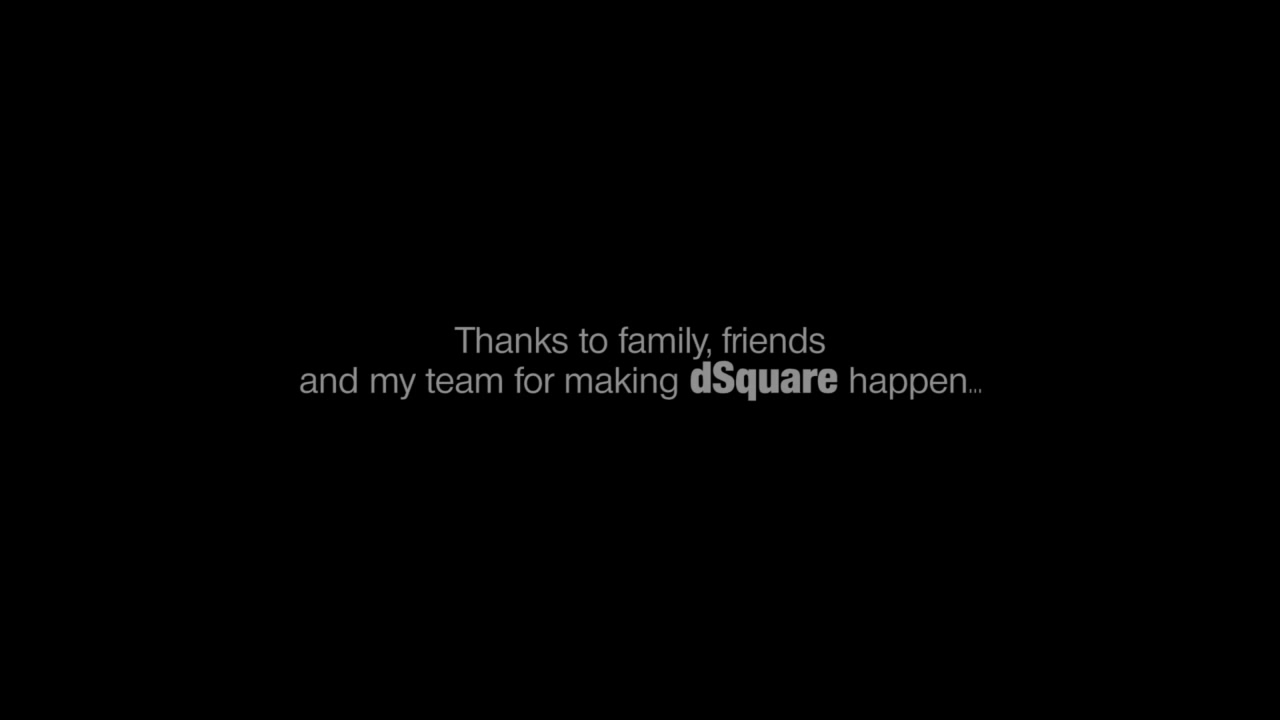 Thanks to family, friends
and my team for making dSquare happen...